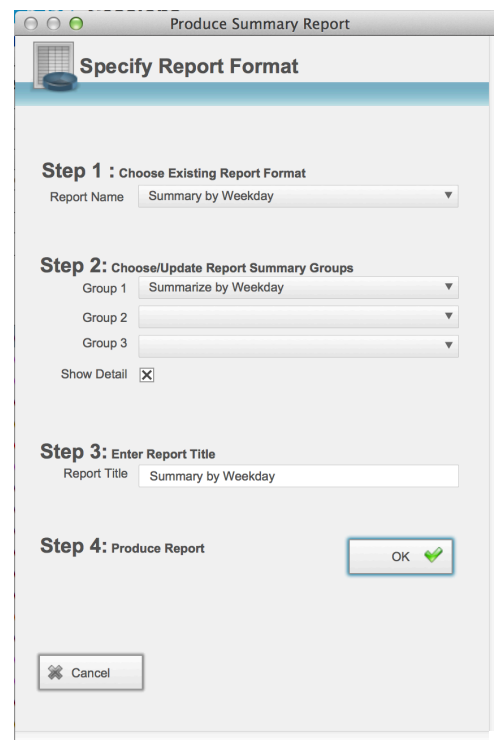 Produce Summary Report
Specify Report Format
Step 1 : Choose Existing Report Format
Report Name Summary by Weekday
Step 2: Choose/Update Report Summary Groups
Group 1 Summarize by Weekday
Group 2
Group 3
Show Detail
Step 3: Enter Report Title
Report Title Summary by Weekday
Step 4: Produce Report
OK
Cancel